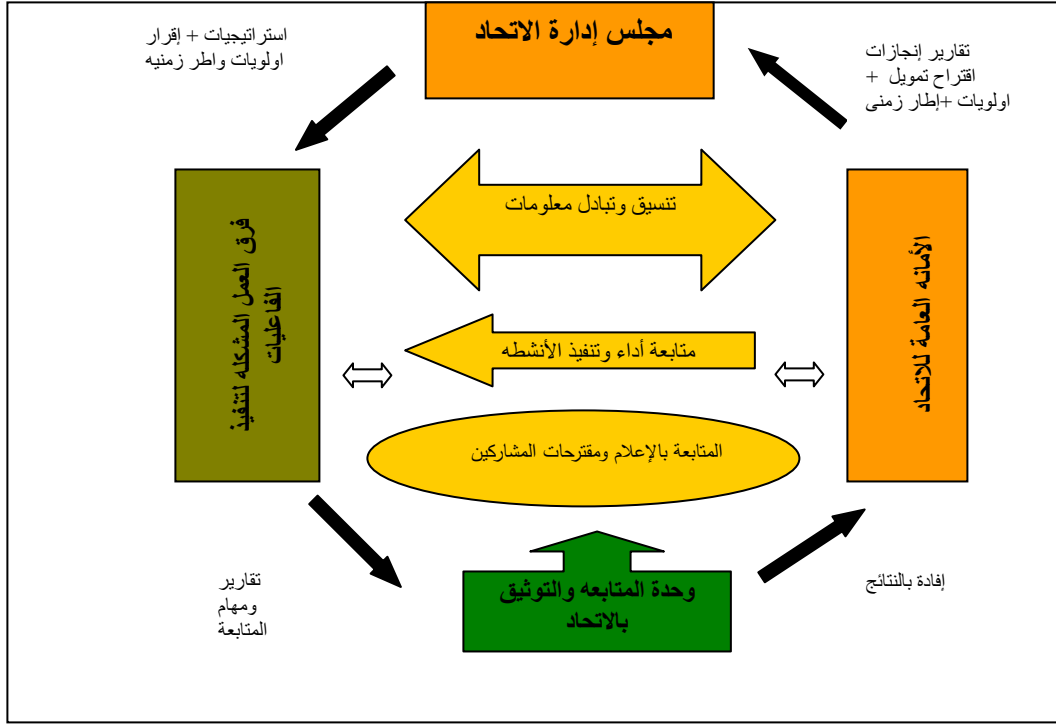 مجلس إدارة الاتحاد
تقارير إنجازات
اقتراح تمويل +
اولويات +إطار زمنى
استراتيجيات + إقرار
اولويات واطر زمنيه
تنسيق وتبادل معلومات
الأمانه العامة للاتحاد
فرق العمل المشكله لتنفيذ
الفاعليات
متابعة أداء وتنفيذ الأنشطه
المتابعة بالإعلام ومقترحات المشاركين
وحدة المتابعه والتوثيق
بالاتحاد
إفادة بالنتائج
تقارير
ومهام
المتابعة